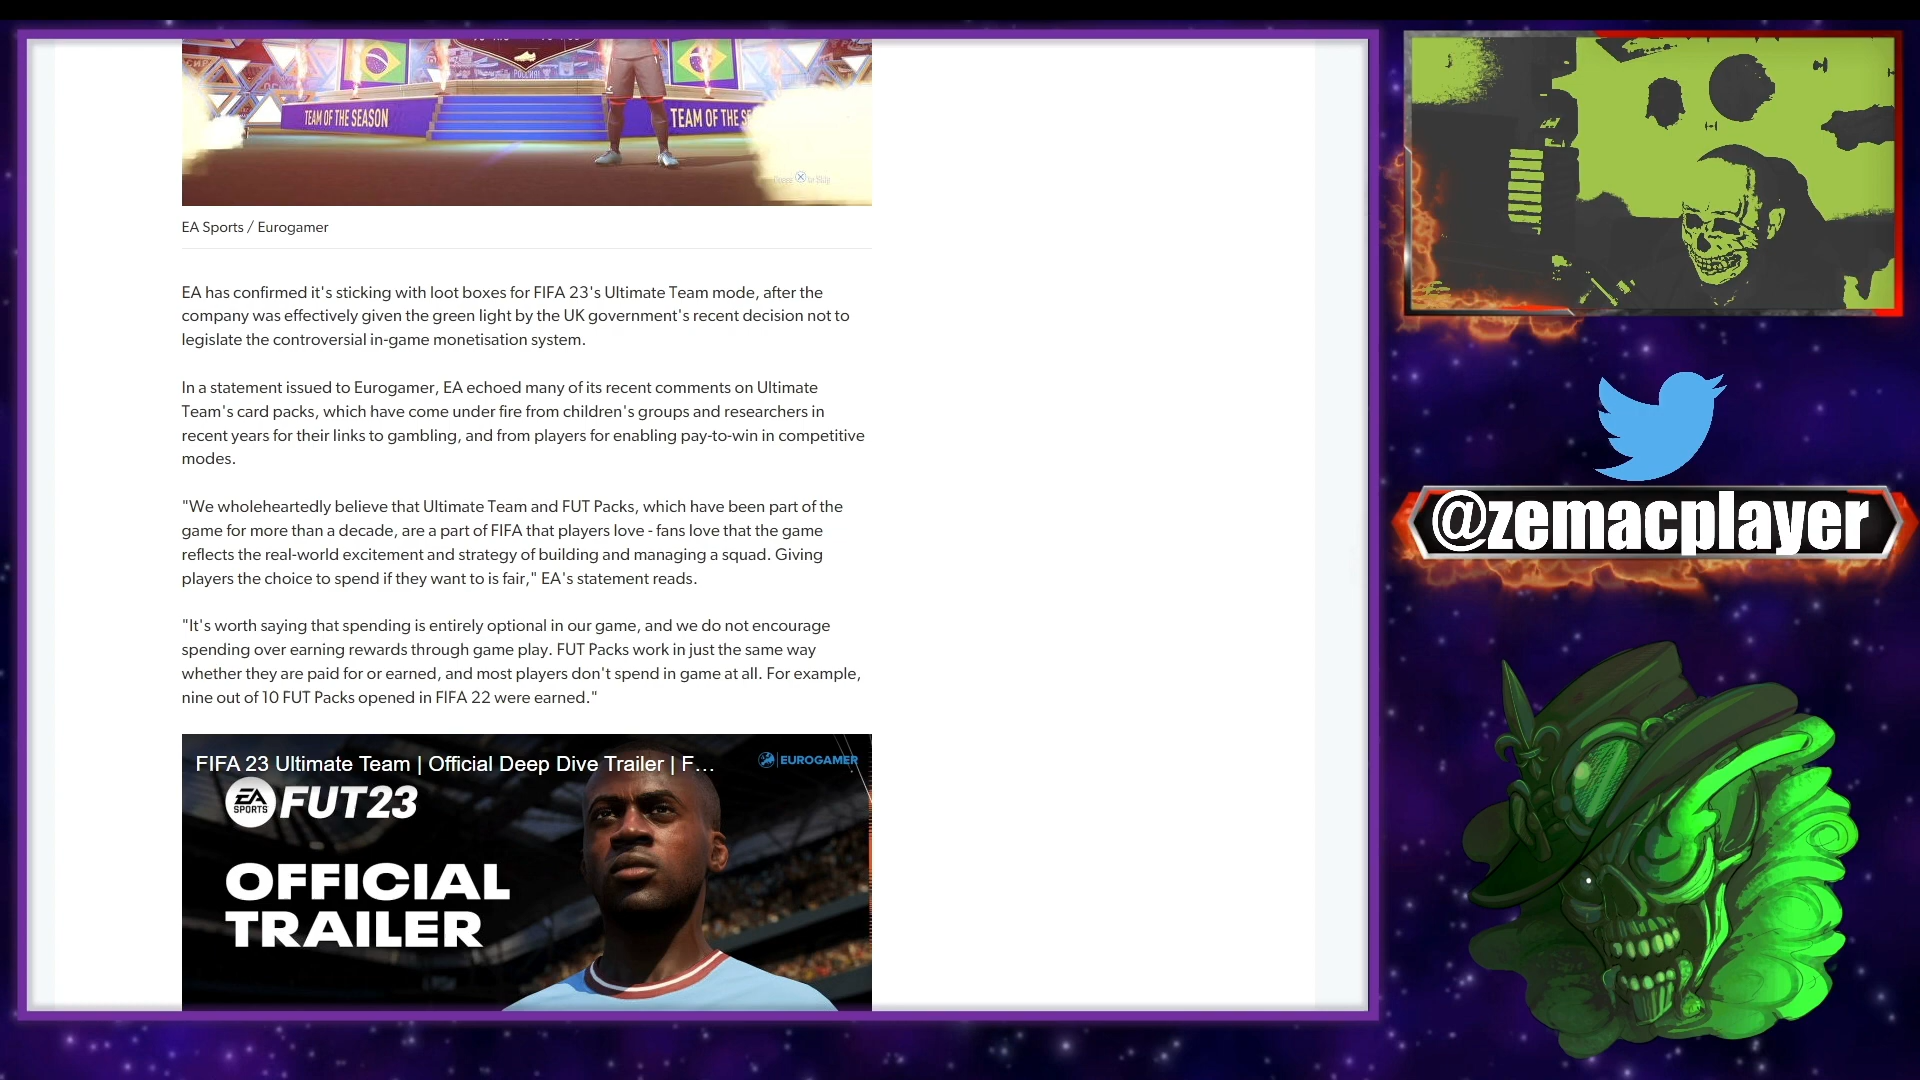 TEAM OF THE SEASON
TEAM OF THE SE
EA Sports / Eurogamer
EA has confirmed it's sticking with loot boxes for FIFA 23's Ultimate Team mode, after the
company was effectively given the green light by the UK government's recent decision not to
legislate the controversial in-game monetisation system.
In a statement issued to Eurogamer, EA echoed many of its recent comments on Ultimate
Team's card packs, which have come under fire from children's groups and researchers in
recent years for their links to gambling, and from players for enabling pay-to-win in competitive
modes.
"We wholeheartedly believe that Ultimate Team and FUT Packs, which have been part of the
game for more than a decade, are a part of FIFA that players love - fans love that the game
reflects the real-world excitement and strategy of building and managing a squad. Giving
players the choice to spend if they want to is fair," EA's statement reads.
"It's worth saying that spending is entirely optional in our game, and we do not encourage
spending over earning rewards through game play. FUT Packs work in just the same way
whether they are paid for or earned, and most players don't spend in game at all. For example,
nine out of 10 FUT Packs opened in FIFA 22 were earned."
FIFA 23 Ultimate Team | Official Deep Dive Trailer | F...
EUROGAMER
EA SPORTS FUT23
OFFICIAL
TRAILER
@zemacplayer